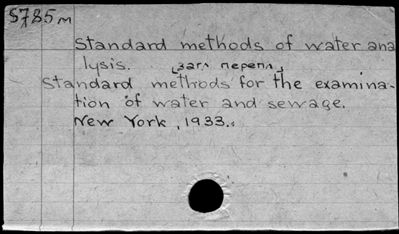 S785m
Standard methods of water ana
lysis. [загл перепл.]
Standard methods for the examina-
tion of water and sewage.
New York, 1933.